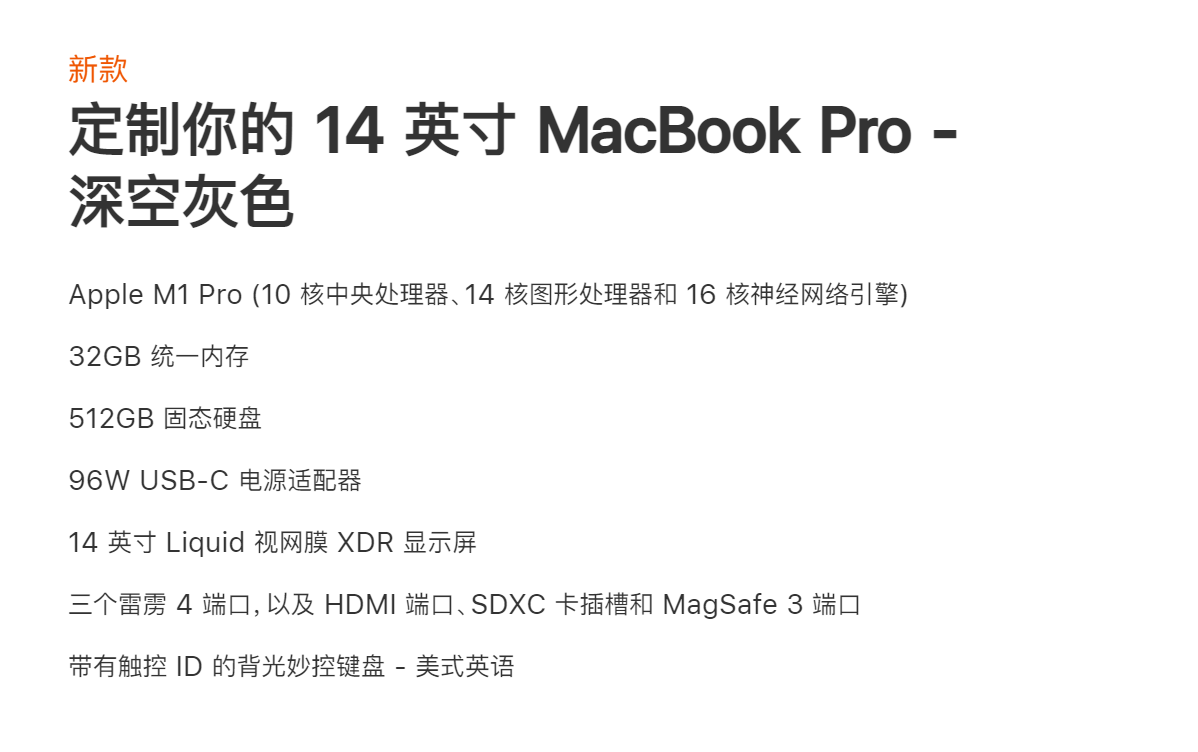 新款
定制你的 14 英寸 MacBook Pro -
深空灰色
Apple M1 Pro (10 核中央处理器、14 核图形处理器和 16 核神经网络引擎)
32GB 统一内存
512GB 固态硬盘
96W USB-C 电源适配器
14 英寸 Liquid 视网膜 XDR 显示屏
三个雷雳 4 端口，以及 HDMI 端口、SDXC 卡插槽和 MagSafe 3 端口
带有触控 ID 的背光妙控键盘 - 美式英语